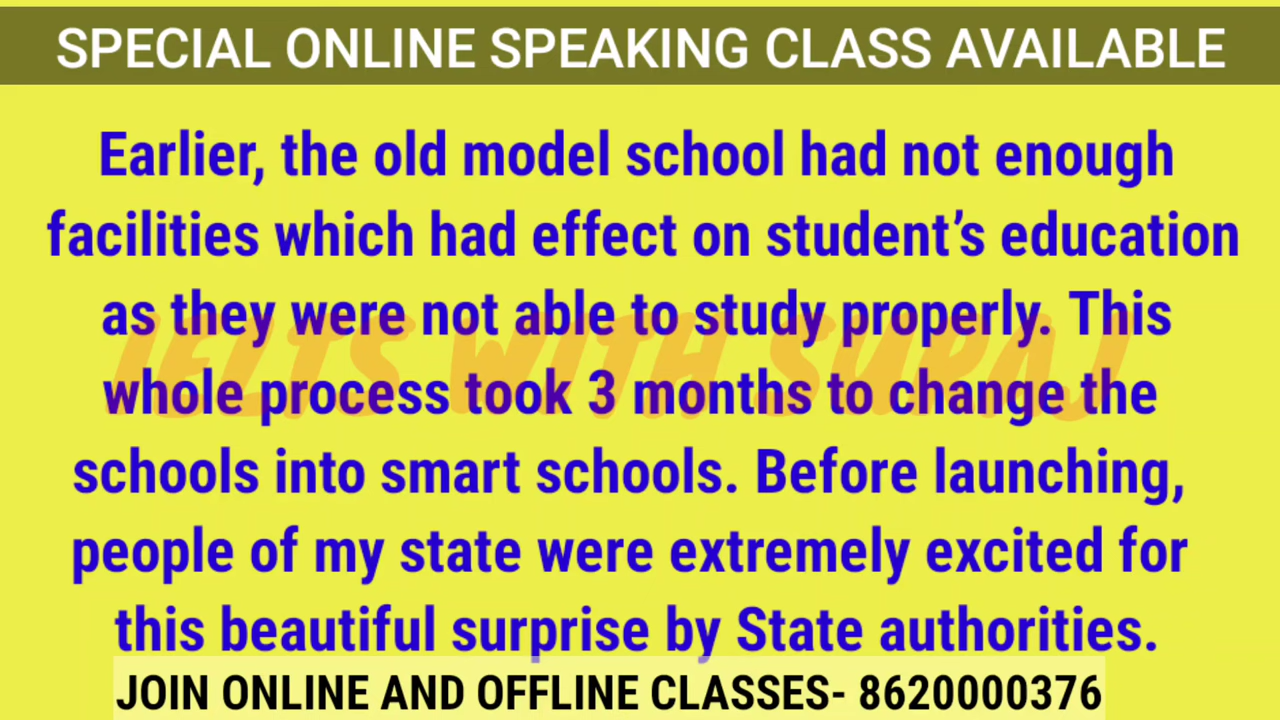 SPECIAL ONLINE SPEAKING CLASS AVAILABLE
Earlier, the old model school had not enough
facilities which had effect on student’s education
as they were not able to study properly. This
IELTS WITH SURAJ
whole process took 3 months to change the
schools into smart schools. Before launching,
people of my state were extremely excited for
this beautiful surprise by State authorities.
JOIN ONLINE AND OFFLINE CLASSES- 8620000376